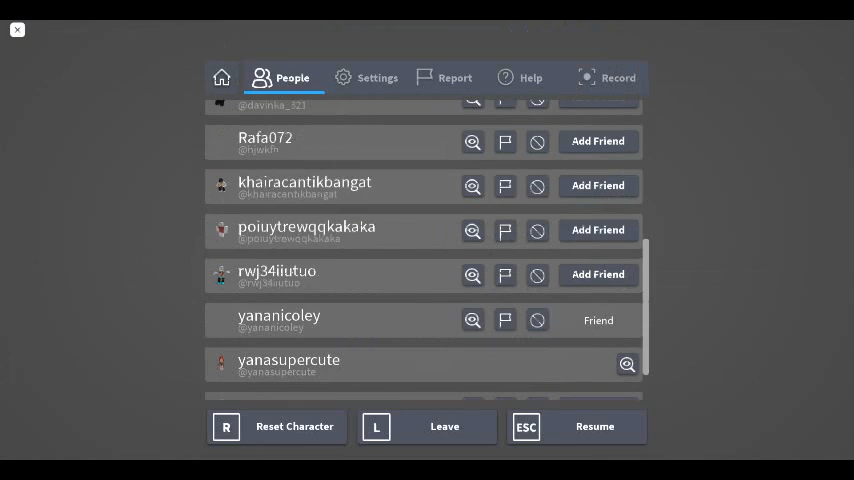 People
Settings
Report
Help
Record
@davinka_321
Rafa072
@hjwkfn
Add Friend
khairacantikbangat
@khairacantikbangat
Add Friend
poiuytrewqqkakaka
@poiuytrewqqkakaka
Add Friend
rwj34iiutuo
@rwj34iiutuo
Add Friend
yananicoley
@yananicoley
Friend
yanasupercute
@yanasupercute
R Reset Character
L Leave
ESC Resume